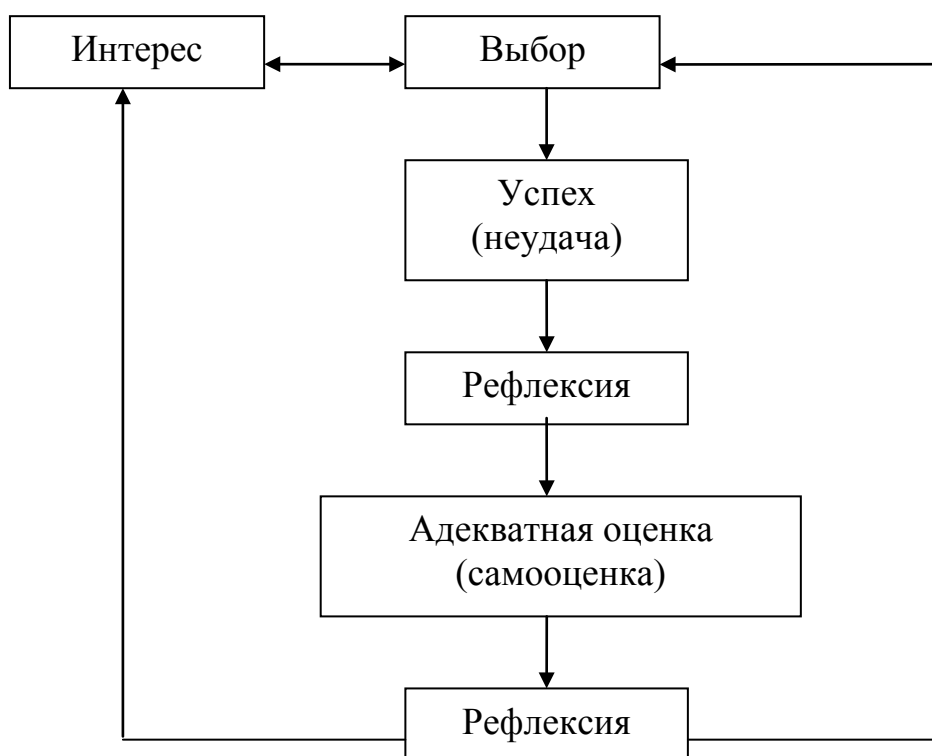 Интерес
Выбор
Успех
(неудача)
Рефлексия
Адекватная оценка
(самооценка)
Рефлексия